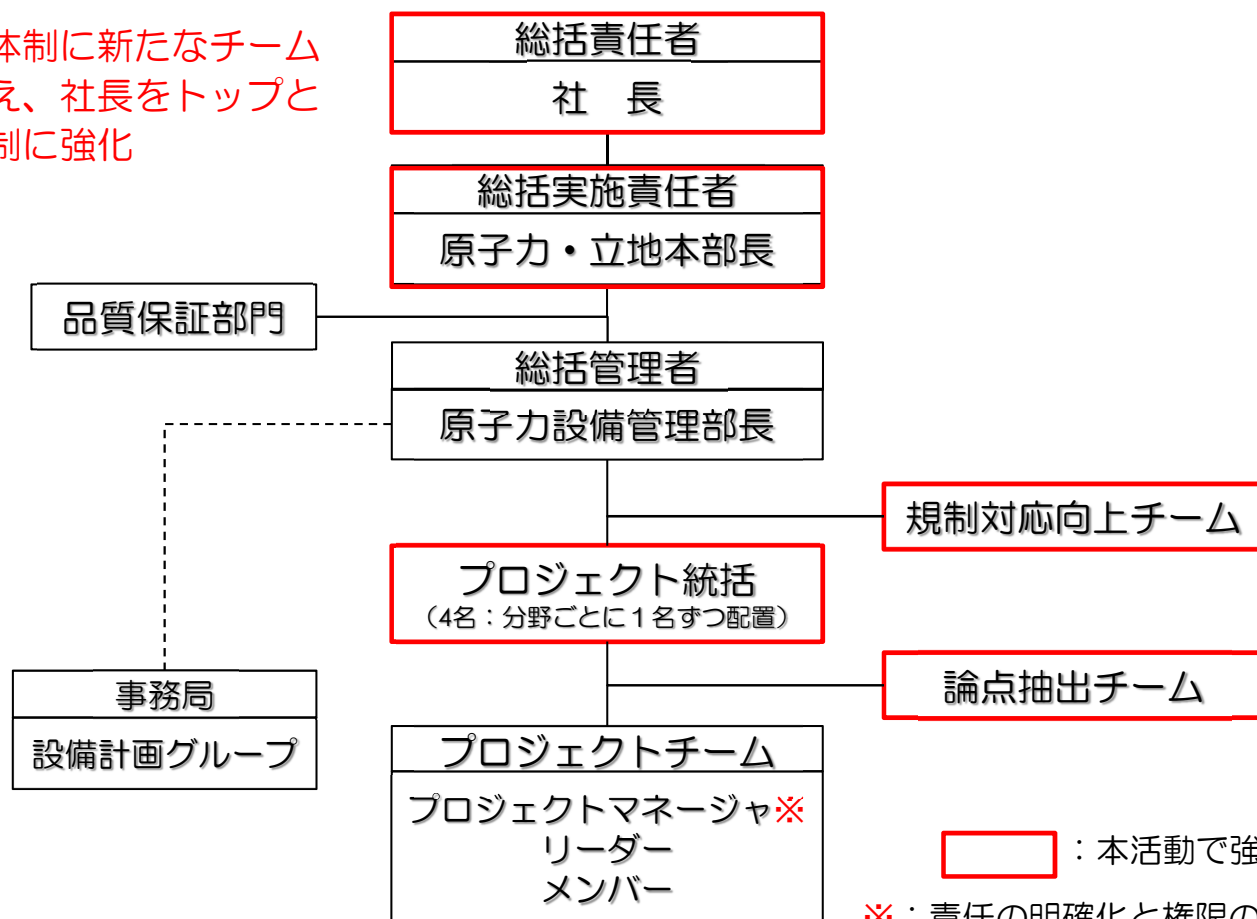 体制に新たなチーム
え、社長をトップと
制に強化
総括責任者
社 長
総括実施責任者
原子力・立地本部長
品質保証部門
総括管理者
原子力設備管理部長
規制対応向上チーム
プロジェクト統括
（4名：分野ごとに１名ずつ配置）
論点抽出チーム
事務局
設備計画グループ
プロジェクトチーム
プロジェクトマネージャ※
リーダー
メンバー
：本活動で強
※：責任の明確化と権限の